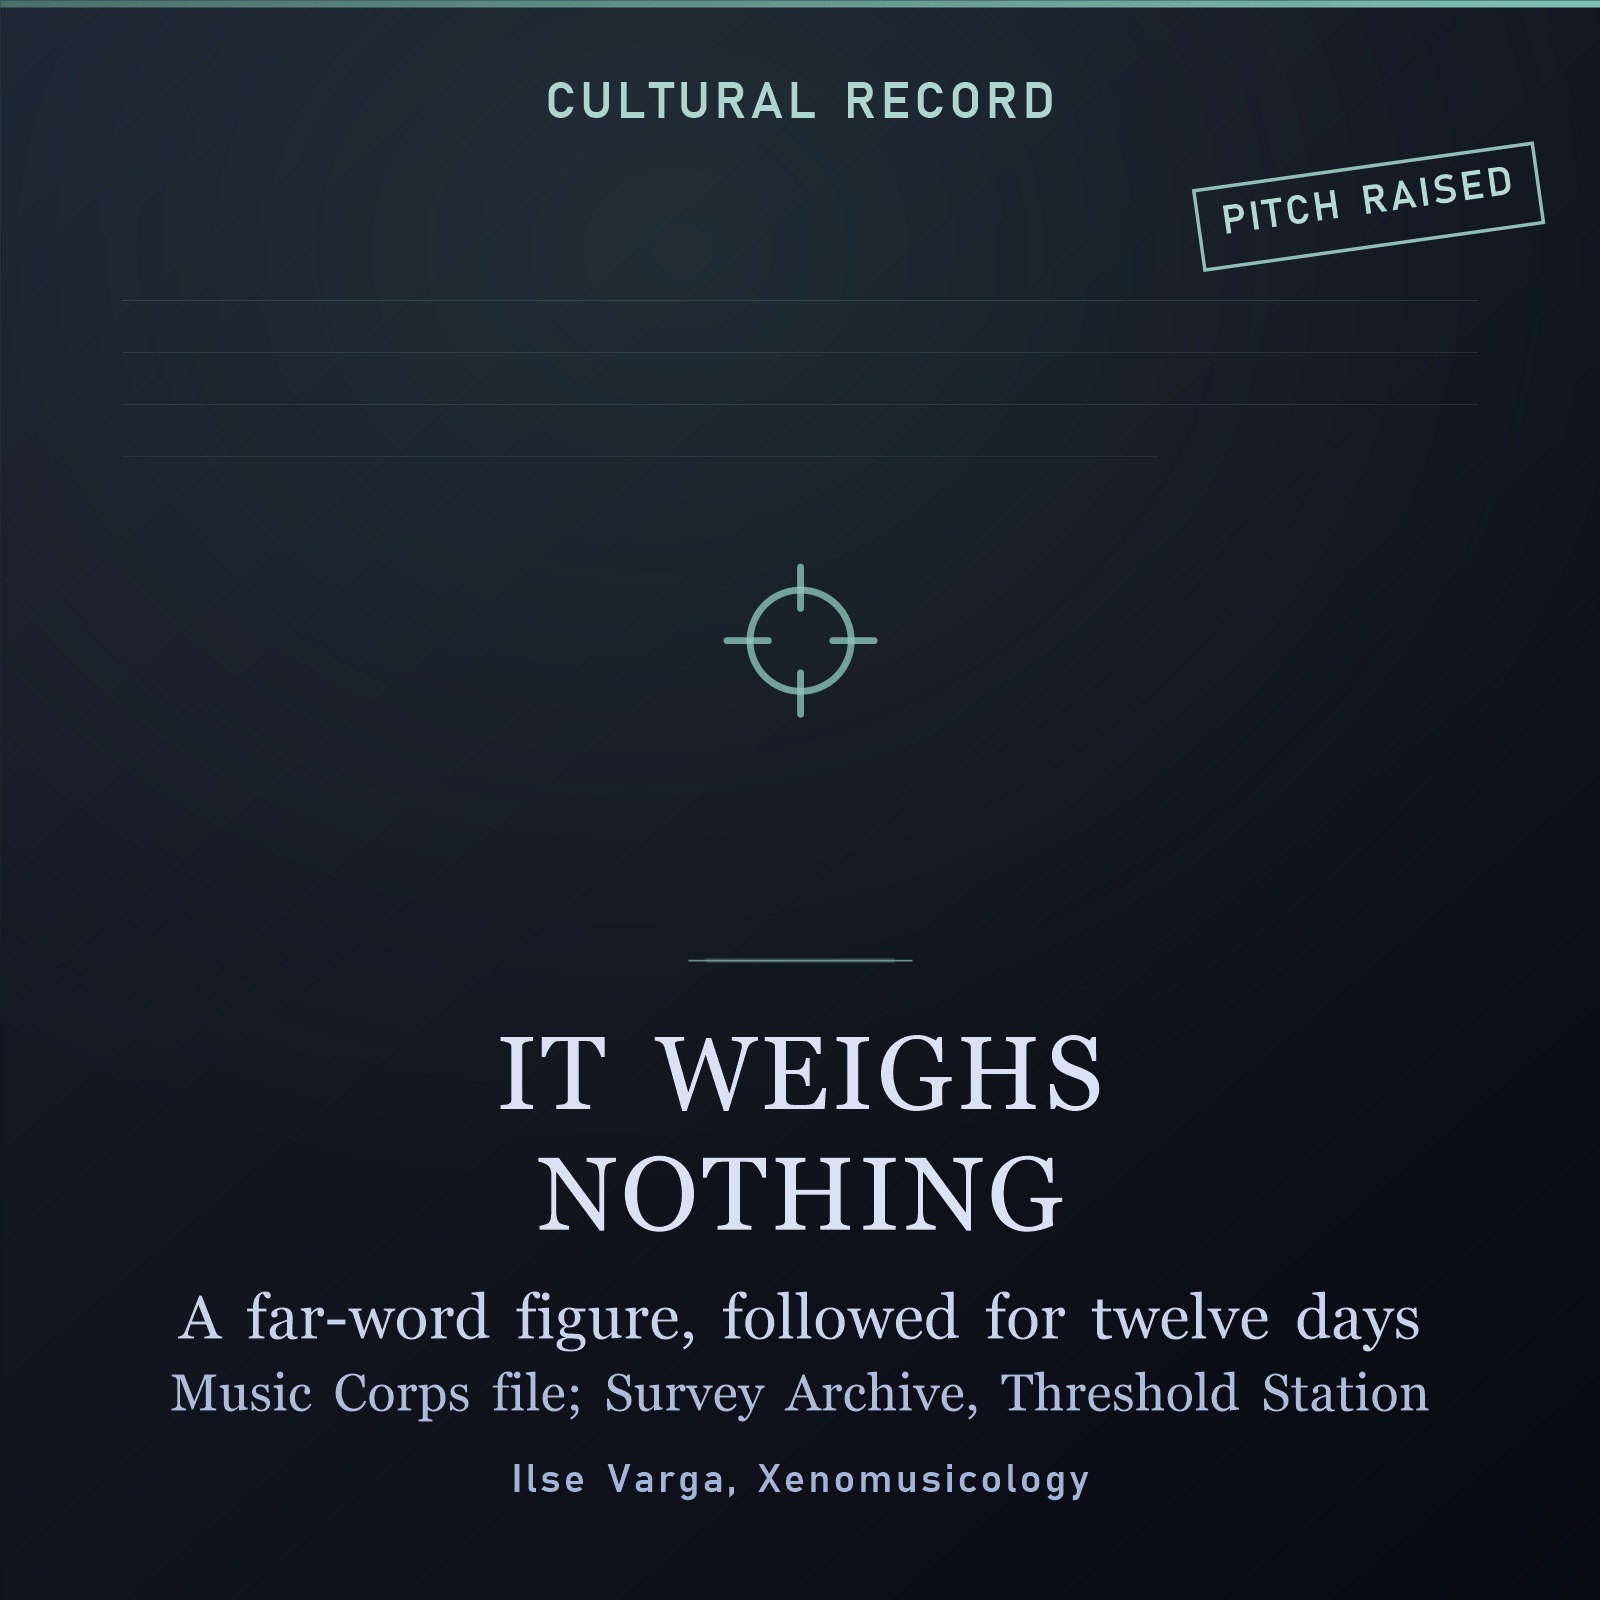 CULTURAL RECORD
PITCH RAISED
IT WEIGHS
NOTHING
A far-word figure, followed for twelve days
Music Corps file; Survey Archive, Threshold Station
Ilse Varga, Xenomusicology